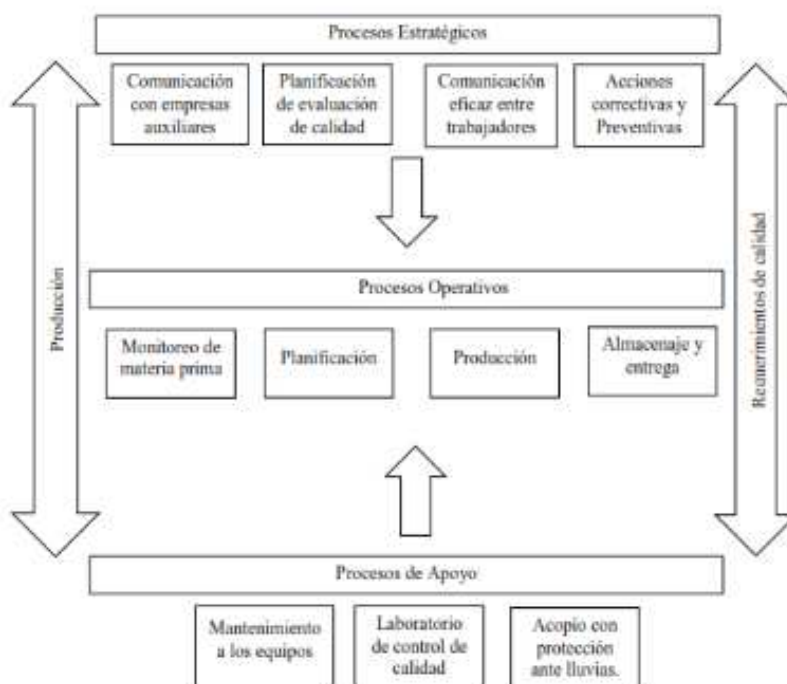 Procesos Estratégicos
Comunicación
con empresas
auxiliares
Planificación
de evaluación
de calidad
Comunicación
eficaz entre
trabajadores
Acciones
correctivas y
Preventivas
Producción
Requerimientos de calidad
Procesos Operativos
Monitoreo de
materia prima
Planificación
Producción
Almacenaje y
entrega
Procesos de Apoyo
Mantenimiento
a los equipos
Laboratorio
de control de
calidad
Acopio con
protección
ante lluvias.